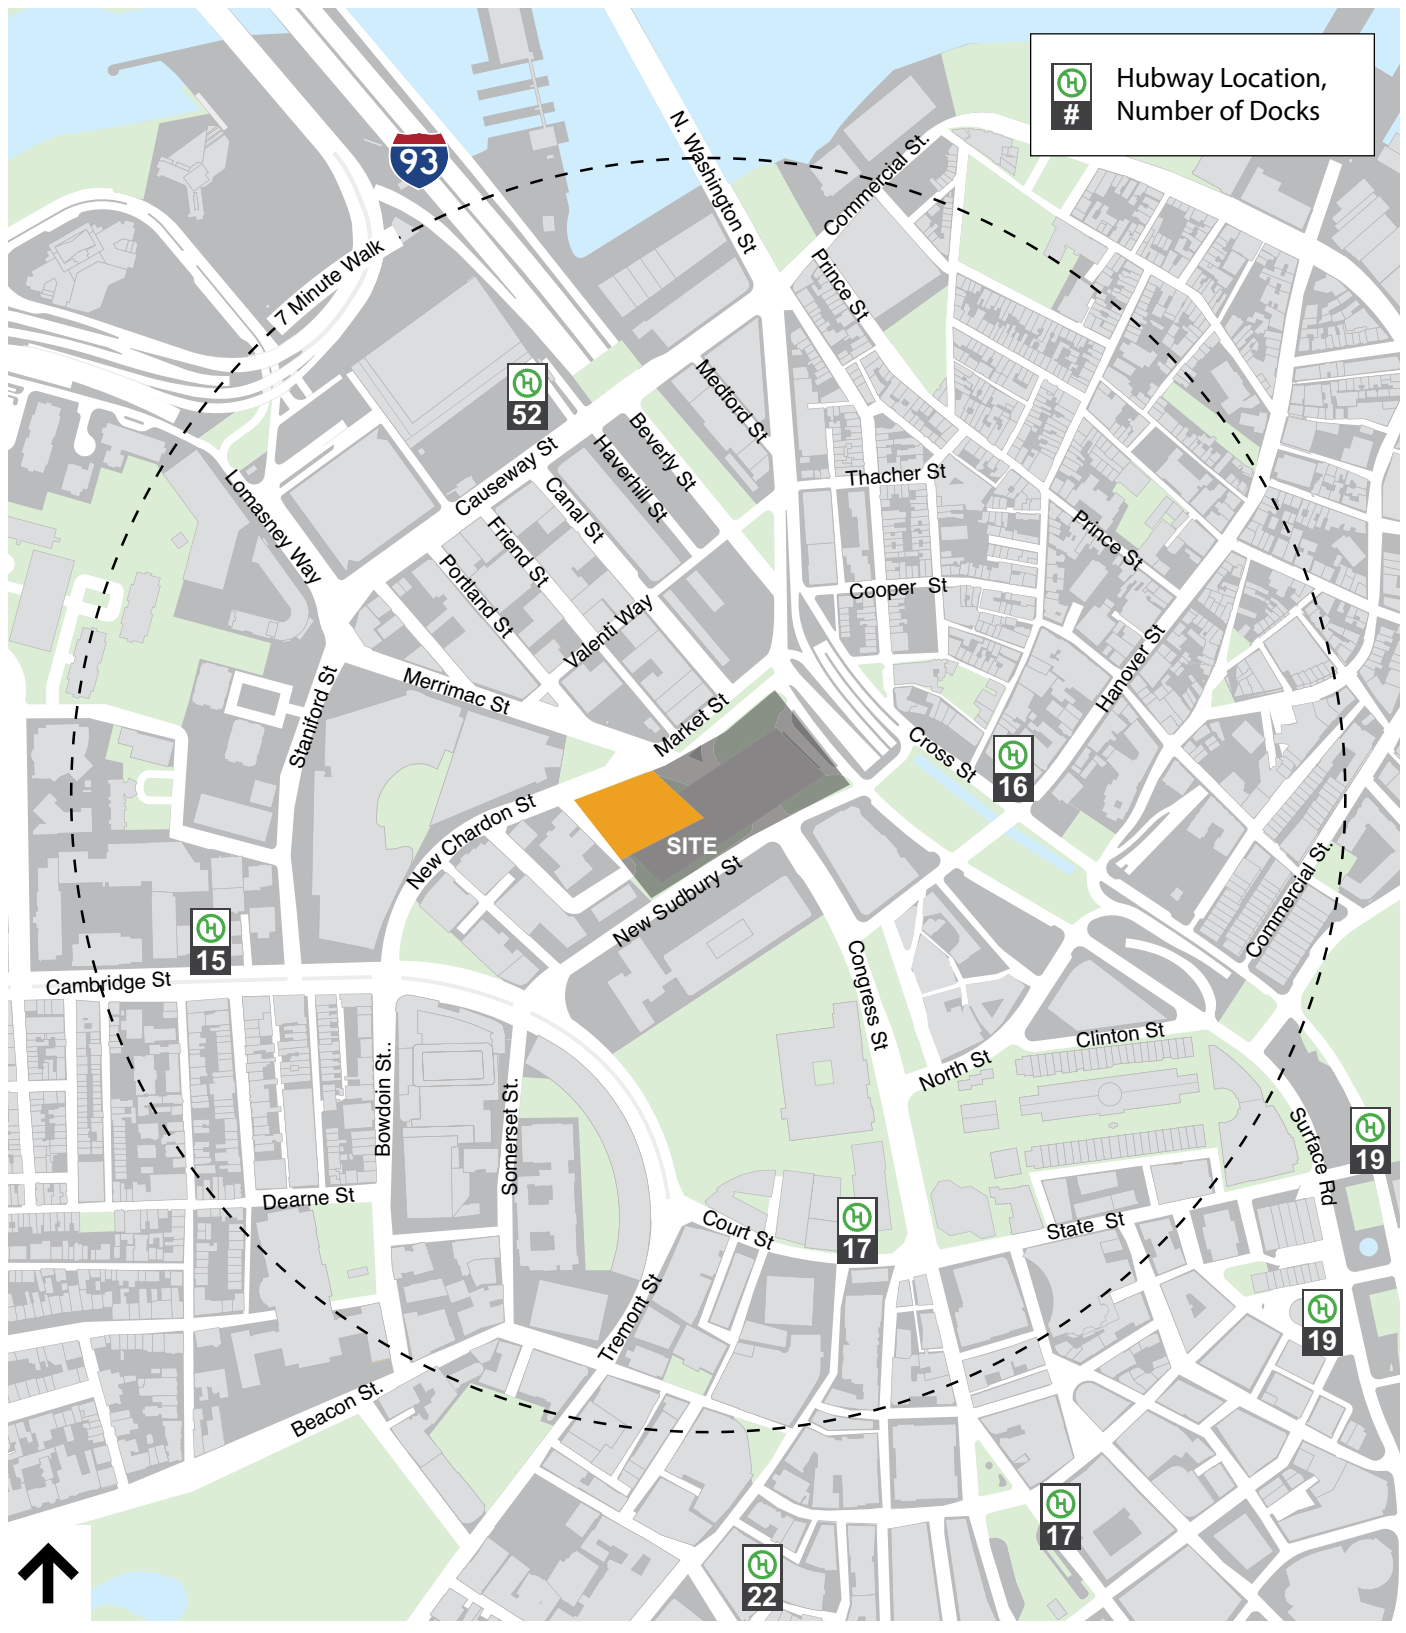 Hubway Location,
Number of Docks
#
93
N. Washington St
Commercial St.
7 Minute Walk
Prince St
52
Medford St
Beverly St
Haverhill St
Causeway St
Canal St
Thacher St
Lomasney Way
Friend St
Prince St
Portland St
Cooper St
Valenti Way
Hanover St
Merrimac St
Staniford St
Market St
Cross St
16
New Chardon St
SITE
New Sudbury St
Commercial St.
15
Cambridge St
Congress St
Clinton St
North St
Bowdoin St..
Somerset St.
Surface Rd
19
Dearne St
Court St
17
State St
Tremont St
19
Beacon St.
17
22